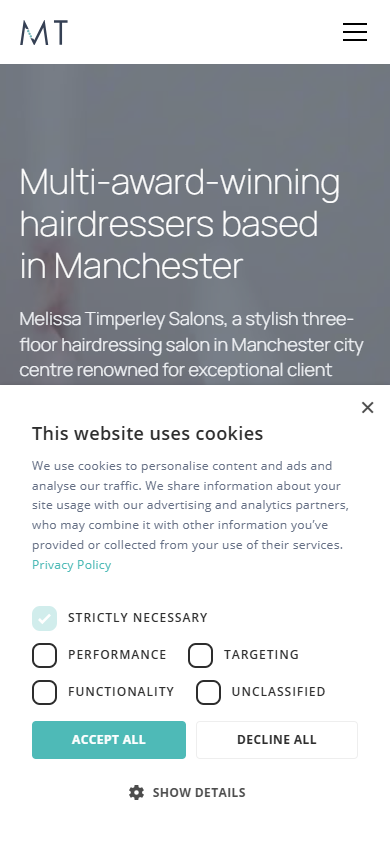 MT
Multi-award-winning
hairdressers based
in Manchester
Melissa Timperley Salons, a stylish three-
floor hairdressing salon in Manchester city
centre renowned for exceptional client
×
This website uses cookies
We use cookies to personalise content and ads and
analyse our traffic. We share information about your
site usage with our advertising and analytics partners,
who may combine it with other information you’ve
provided or collected from your use of their services.
Privacy Policy
STRICTLY NECESSARY
PERFORMANCE TARGETING
FUNCTIONALITY UNCLASSIFIED
ACCEPT ALL DECLINE ALL
SHOW DETAILS